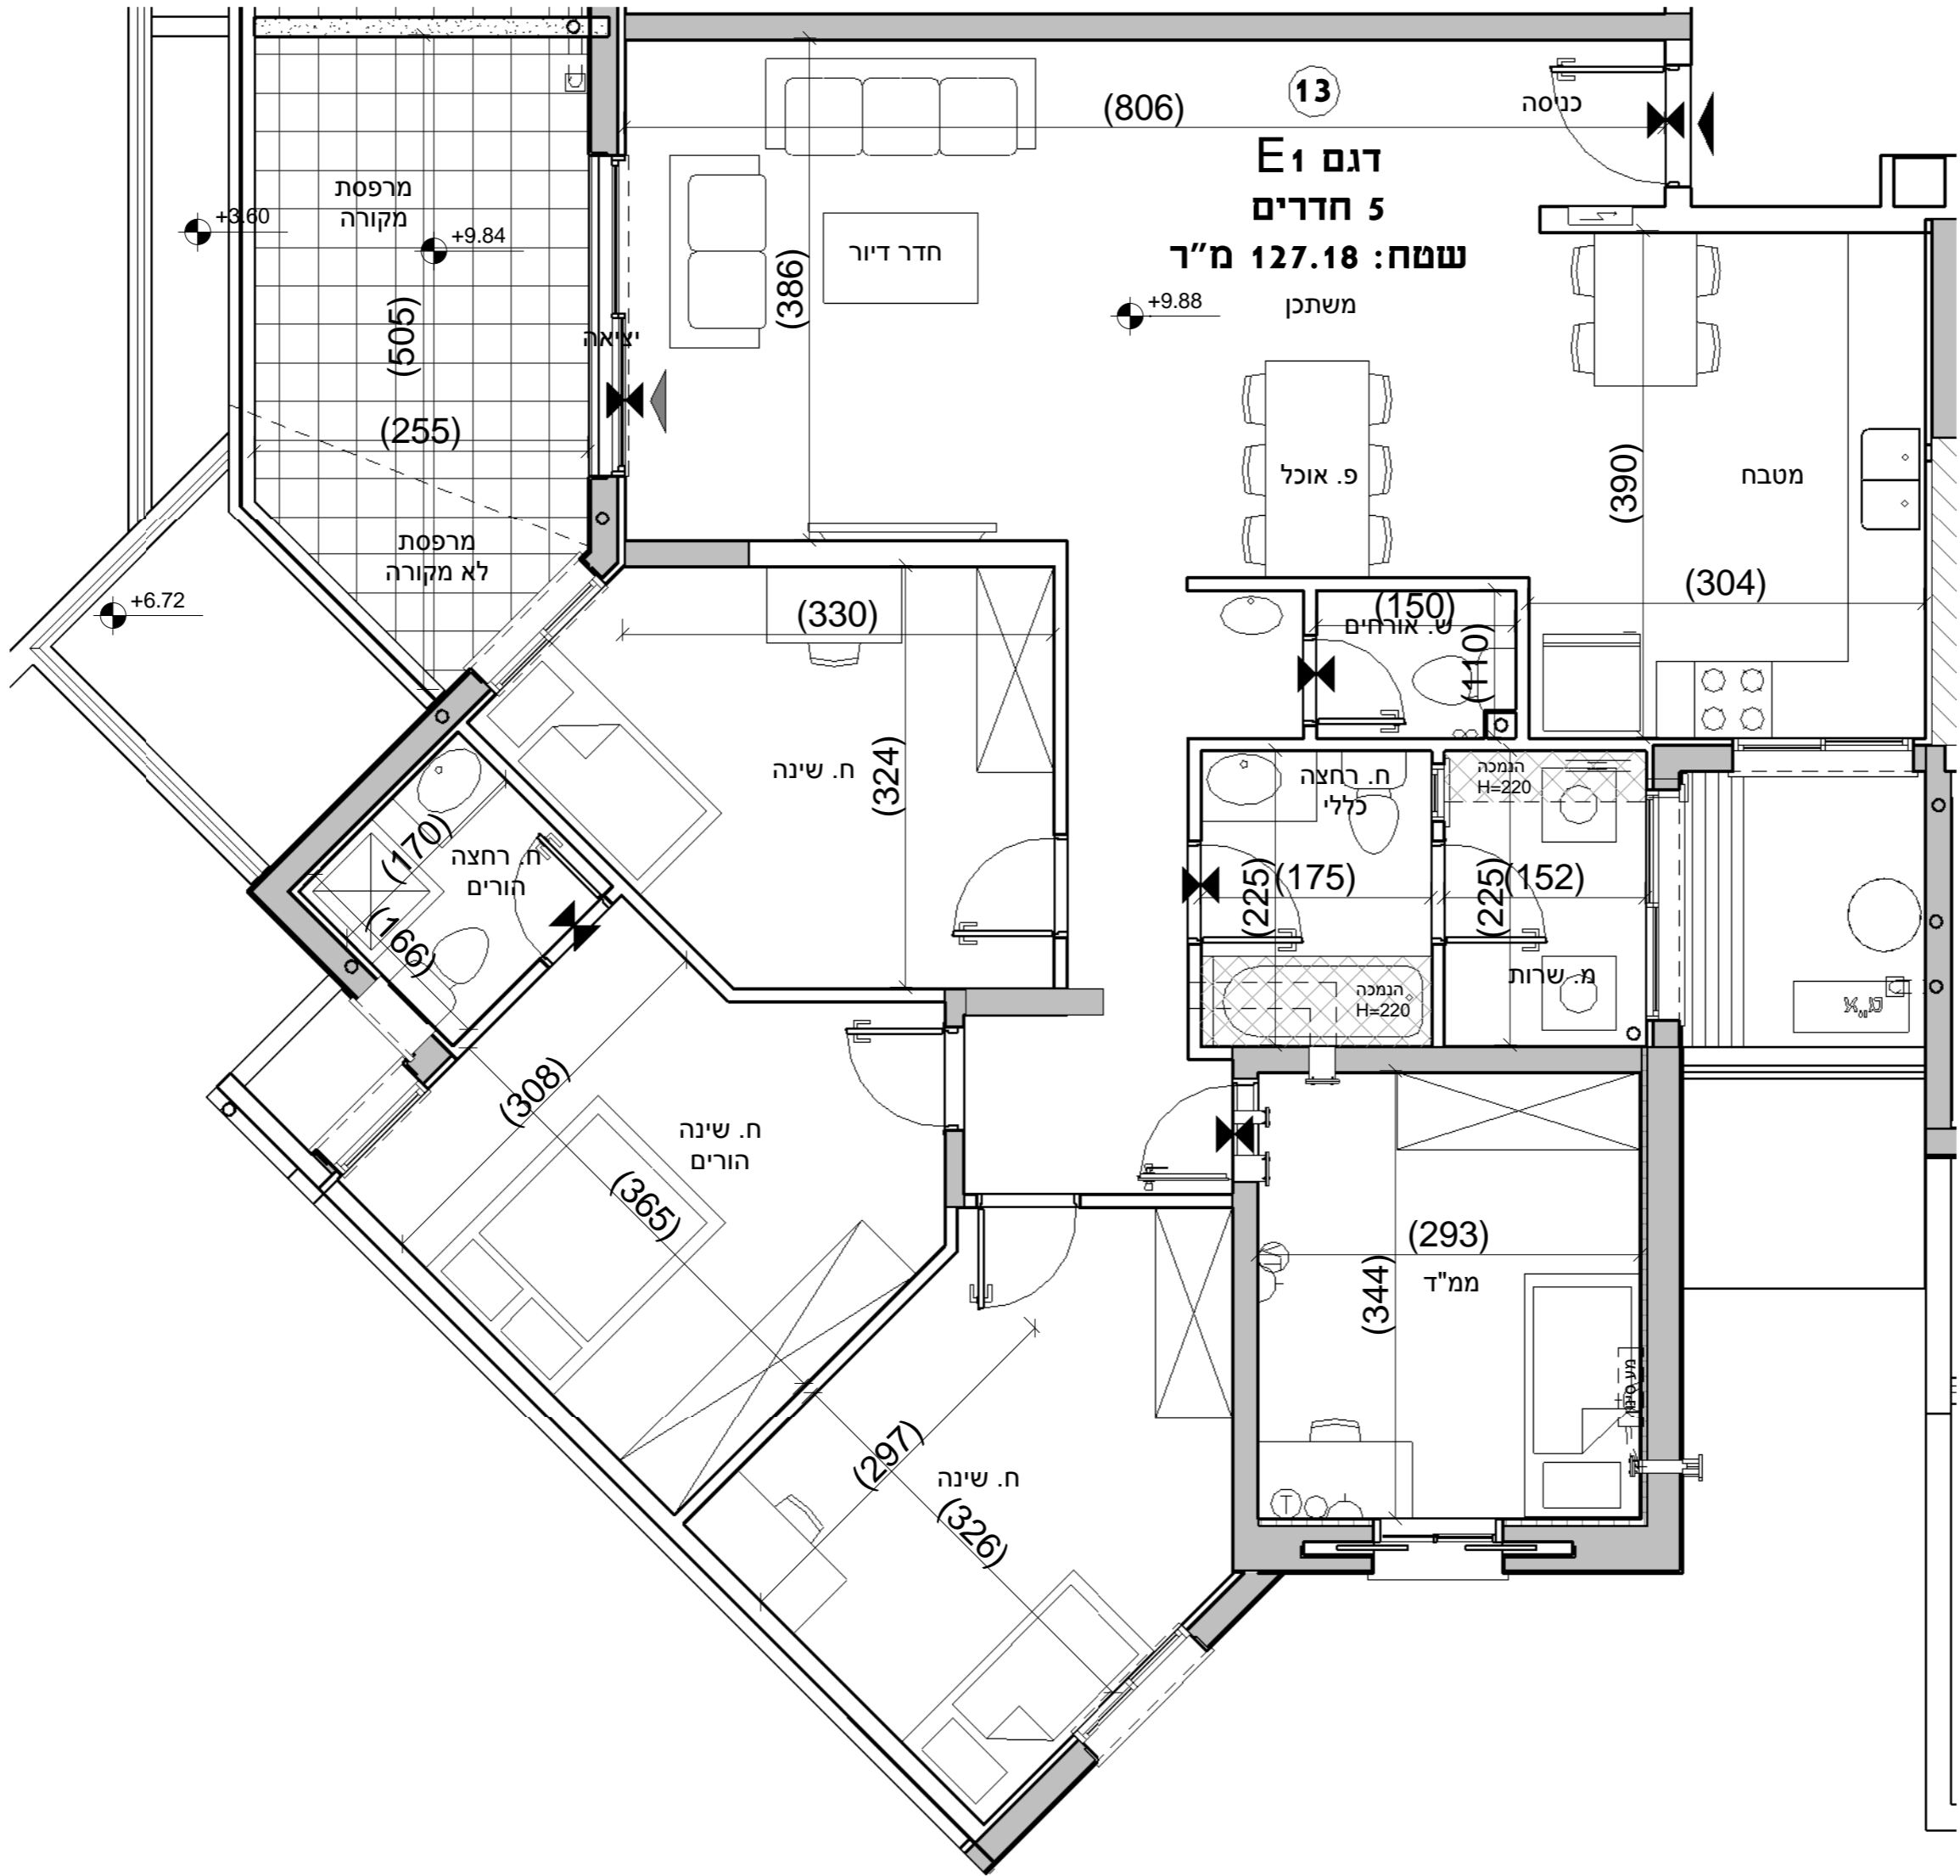 (806)
13
כניסה
דגם E1
5 חדרים
שטח: 127.18 מ"ר
משתכן
+9.88
מרפסת
מקורה
+3.60
+9.84
(505)
(255)
יציאה
חדר דיור
(386)
פ. אוכל
מטבח
(390)
(304)
מרפסת
לא מקורה
+6.72
(330)
ח. שינה
(324)
(150)
ש. אורחים
(110)
ח. רחצה
כללי
(225)
(175)
הנמכה
H=220
הנמכה
H=220
(225)
(152)
מ. שרות
(170)
ח. רחצה
הורים
(166)
(308)
ח. שינה
הורים
(365)
(293)
ממ"ד
(344)
T
T
(297)
ח. שינה
(326)